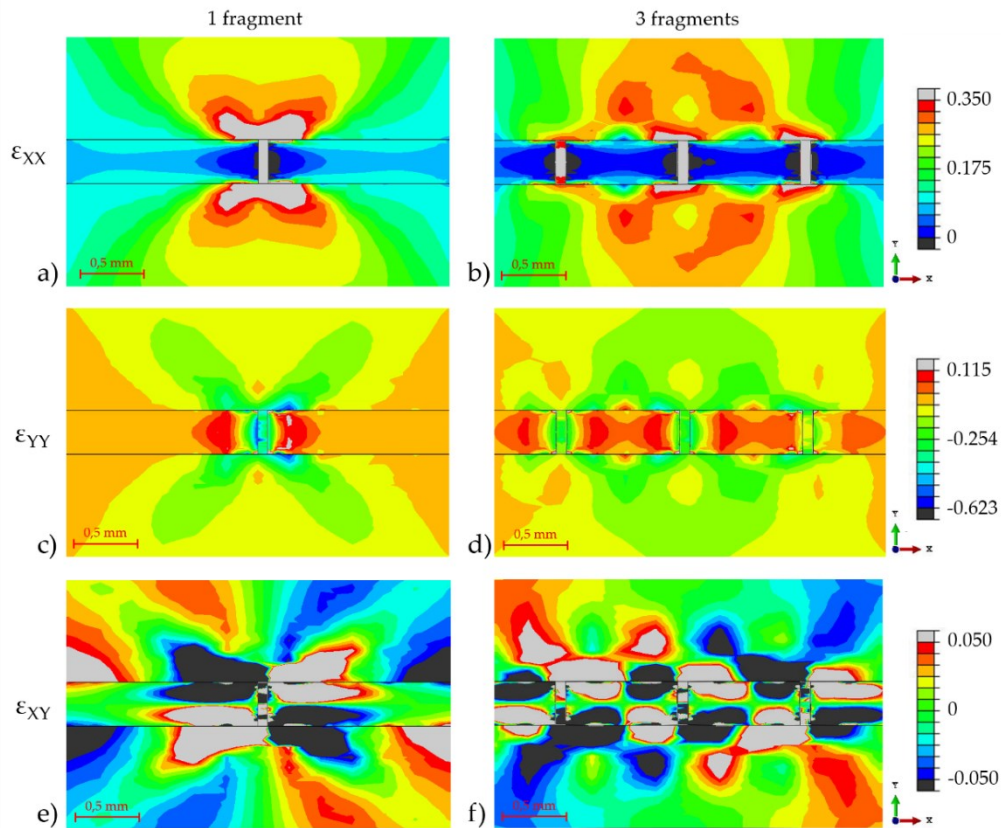 1 fragment
3 fragments
εXX
a)
0,5 mm
b)
0,5 mm
0.350
0.175
0
Y
X
εYY
c)
0,5 mm
d)
0,5 mm
0.115
-0.254
-0.623
Y
X
εXY
e)
0,5 mm
f)
0,5 mm
0.050
0
-0.050
Y
X